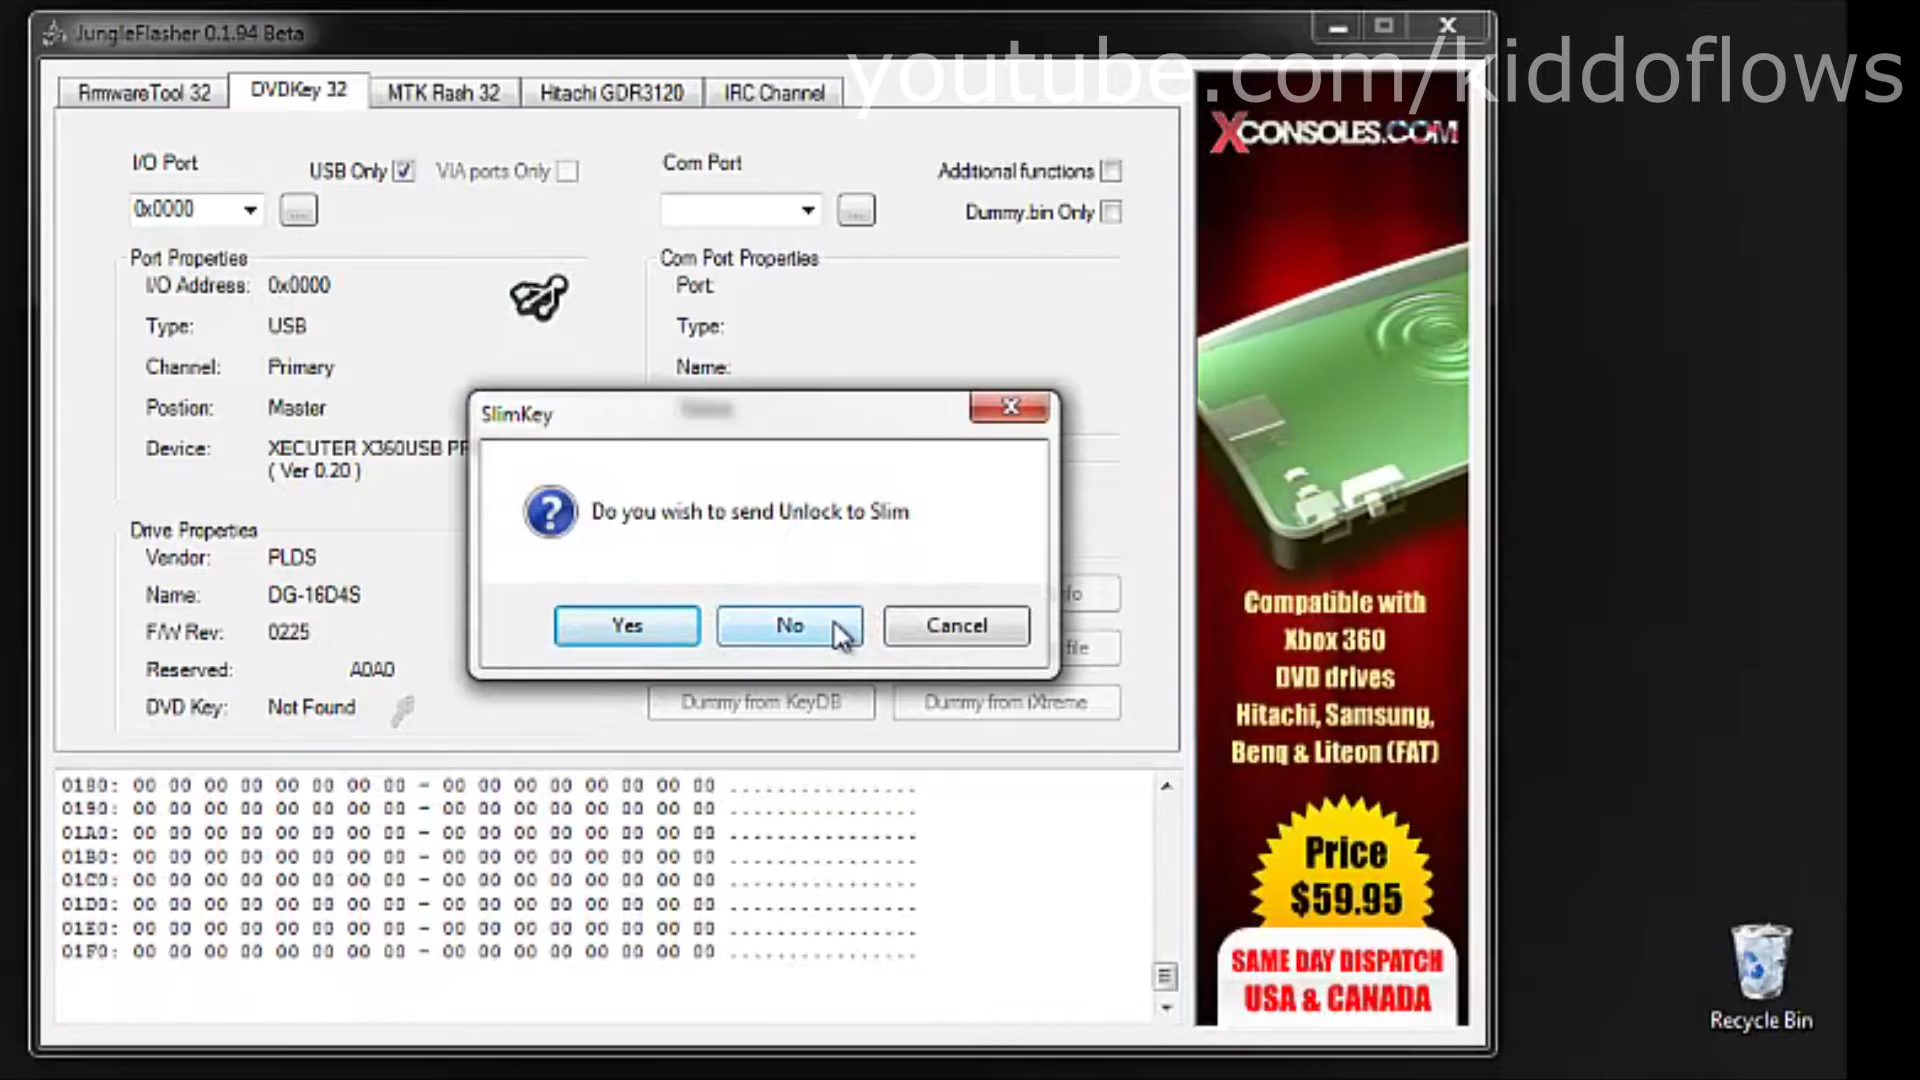 JungleFlasher 0.1.94 Beta
youtube.com/kiddoflows
FirmwareTool 32
DVDKey 32
MTK Flash 32
Hitachi GDR3120
IRC Channel
I/O Port
USB Only
VIA ports Only
Com Port
Additional functions
0x0000
...
...
Dummy.bin Only
Port Properties
I/O Address: 0x0000
Type: USB
Channel: Primary
Postion: Master
Device: XECUTER X360USB PR
( Ver 0.20 )
Com Port Properties
Port:
Type:
Name:
SlimKey
Do you wish to send Unlock to Slim
Yes
No
Cancel
Drive Properties
Vendor: PLDS
Name: DG-16D4S
F/W Rev: 0225
Reserved: A0A0
DVD Key: Not Found
file
Dummy from KeyDB
Dummy from iXtreme
0180: 00 00 00 00 00 00 00 00 - 00 00 00 00 00 00 00 00 ................
0190: 00 00 00 00 00 00 00 00 - 00 00 00 00 00 00 00 00 ................
01A0: 00 00 00 00 00 00 00 00 - 00 00 00 00 00 00 00 00 ................
01B0: 00 00 00 00 00 00 00 00 - 00 00 00 00 00 00 00 00 ................
01C0: 00 00 00 00 00 00 00 00 - 00 00 00 00 00 00 00 00 ................
01D0: 00 00 00 00 00 00 00 00 - 00 00 00 00 00 00 00 00 ................
01E0: 00 00 00 00 00 00 00 00 - 00 00 00 00 00 00 00 00 ................
01F0: 00 00 00 00 00 00 00 00 - 00 00 00 00 00 00 00 00 ................
XCONSOLES.COM
Compatible with
Xbox 360
DVD drives
Hitachi, Samsung,
Benq & Liteon (FAT)
Price
$59.95
SAME DAY DISPATCH
USA & CANADA
Recycle Bin